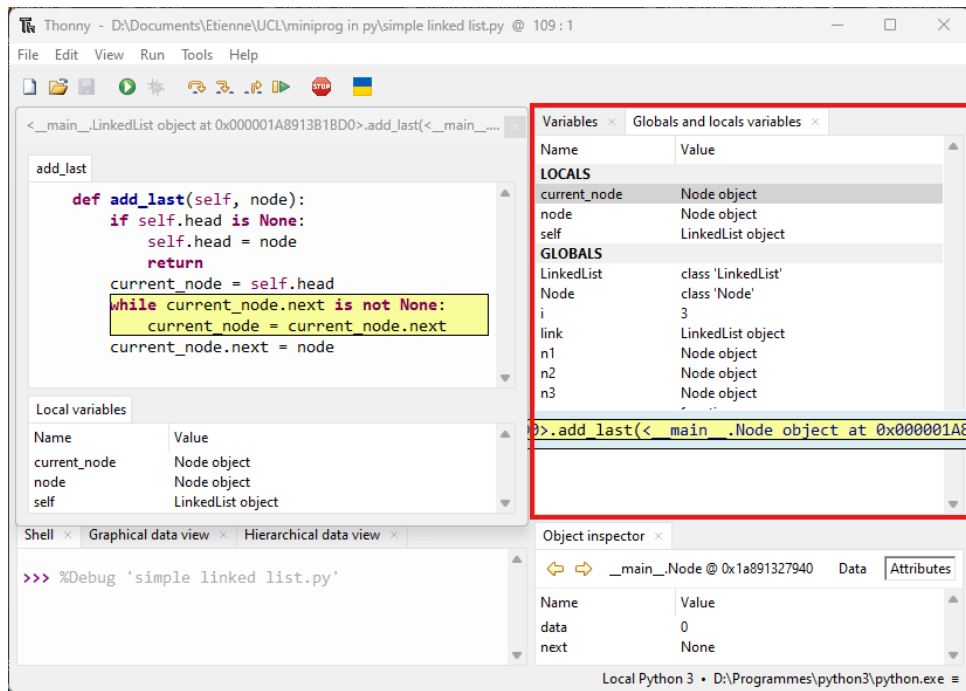 Thonny - D:\Documents\Etienne\UCL\miniprog in py\simple linked list.py @ 109 : 1
File Edit View Run Tools Help
STOP
<__main__.LinkedList object at 0x000001A8913B1BD0>.add_last(<__main__....
add_last
def add_last(self, node):
if self.head is None:
self.head = node
return
current_node = self.head
while current_node.next is not None:
current_node = current_node.next
current_node.next = node
Local variables
Name Value
current_node Node object
node Node object
self LinkedList object
Variables Globals and locals variables
Name Value
LOCALS
current_node Node object
node Node object
self LinkedList object
GLOBALS
LinkedList class 'LinkedList'
Node class 'Node'
i 3
link LinkedList object
n1 Node object
n2 Node object
n3 Node object
0>.add_last(<__main__.Node object at 0x000001A8
Shell Graphical data view Hierarchical data view
>>> %Debug 'simple linked list.py'
Object inspector
__main__.Node @ 0x1a891327940 Data Attributes
Name Value
data 0
next None
Local Python 3 • D:\Programmes\python3\python.exe ≡